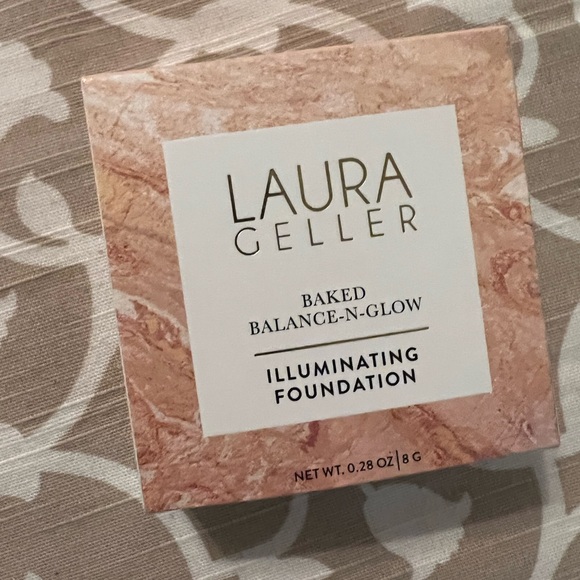 LAURA
GELLER
BAKED
BALANCE-N-GLOW
ILLUMINATING
FOUNDATION
NET WT. 0.28 OZ|8 G